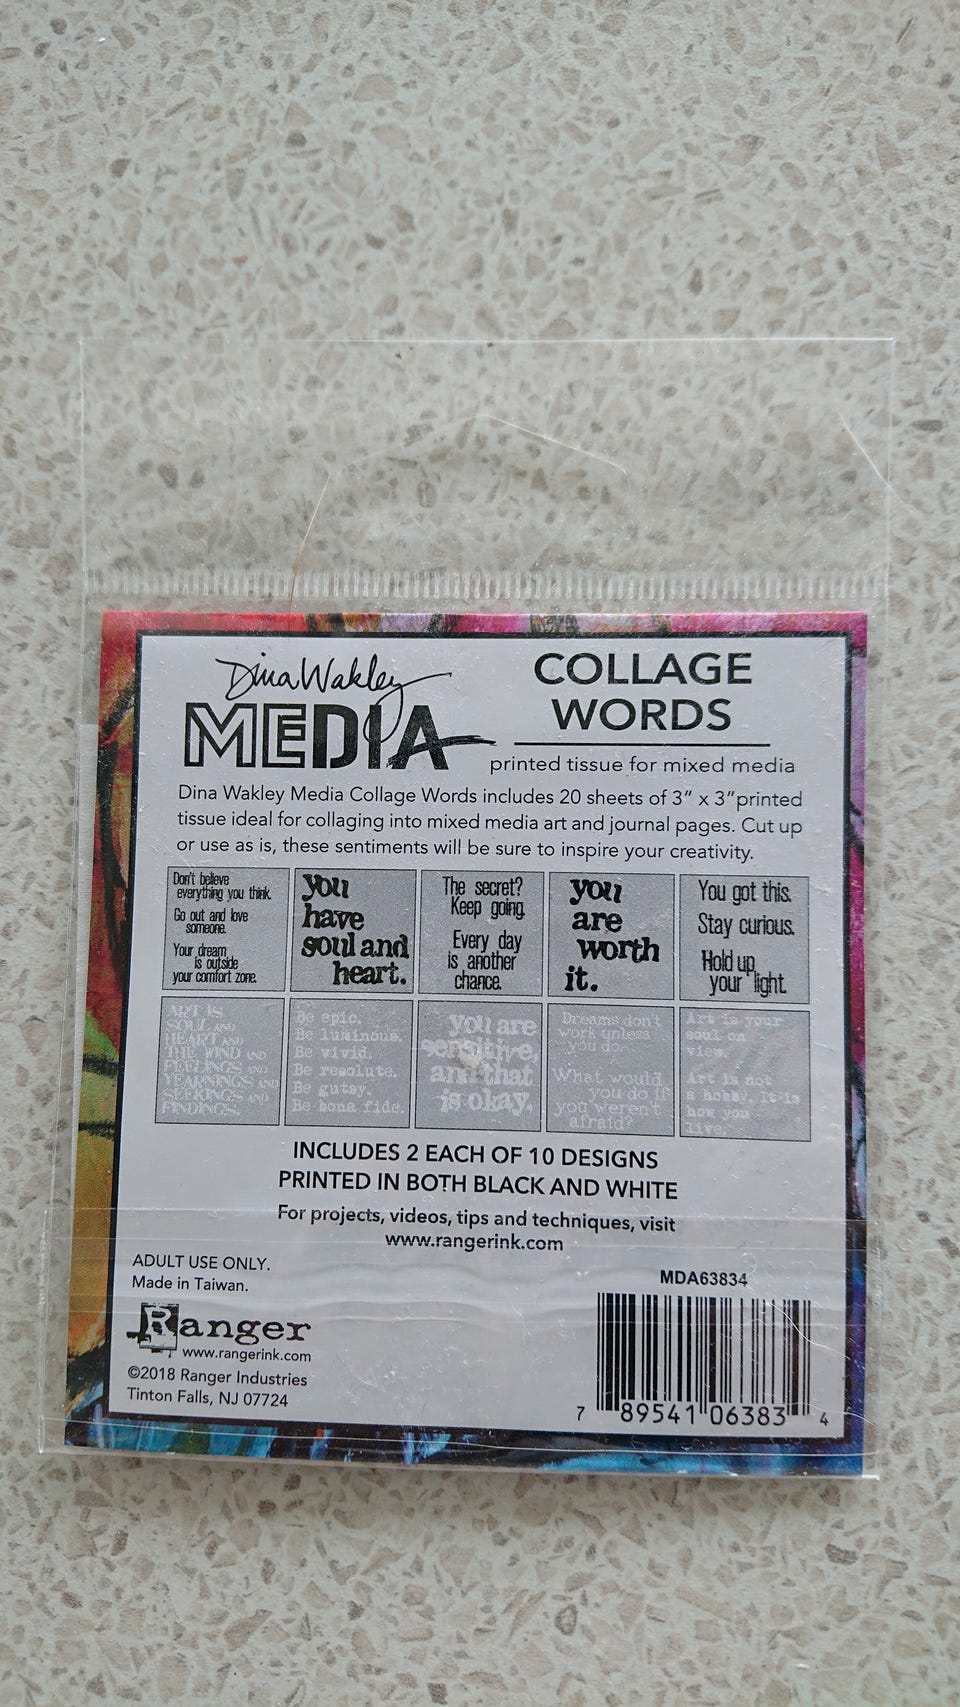 Dina Wakley
MEDIA
COLLAGE
WORDS
printed tissue for mixed media
Dina Wakley Media Collage Words includes 20 sheets of 3" x 3"printed
tissue ideal for collaging into mixed media art and journal pages. Cut up
or use as is, these sentiments will be sure to inspire your creativity.
Don't believe
everything you think.
Go out and love
someone.
Your dream
is outside
your comfort zone.
you
have
soul and
heart.
The secret?
Keep going.
Every day
is another
chance.
you
are
worth
it.
You got this.
Stay curious.
Hold up
your light.
ART IS
SOUL AND
HEART AND
THE WIND AND
FEELINGS AND
YEARNINGS AND
SEEKINGS AND
FINDINGS.
Be epic.
Be luminous.
Be vivid.
Be resolute.
Be gutsy.
Be bona fide.
you are
sensitive,
and that
is okay.
Dreams don't
work unless
you do.
What would
you do if
you weren't
afraid?
Art is your
soul on
view.
Art is not
a hobby. It is
how you
live.
INCLUDES 2 EACH OF 10 DESIGNS
PRINTED IN BOTH BLACK AND WHITE
For projects, videos, tips and techniques, visit
www.rangerink.com
ADULT USE ONLY.
Made in Taiwan.
Ranger
www.rangerink.com
©2018 Ranger Industries
Tinton Falls, NJ 07724
MDA63834
7 89541 06383 4